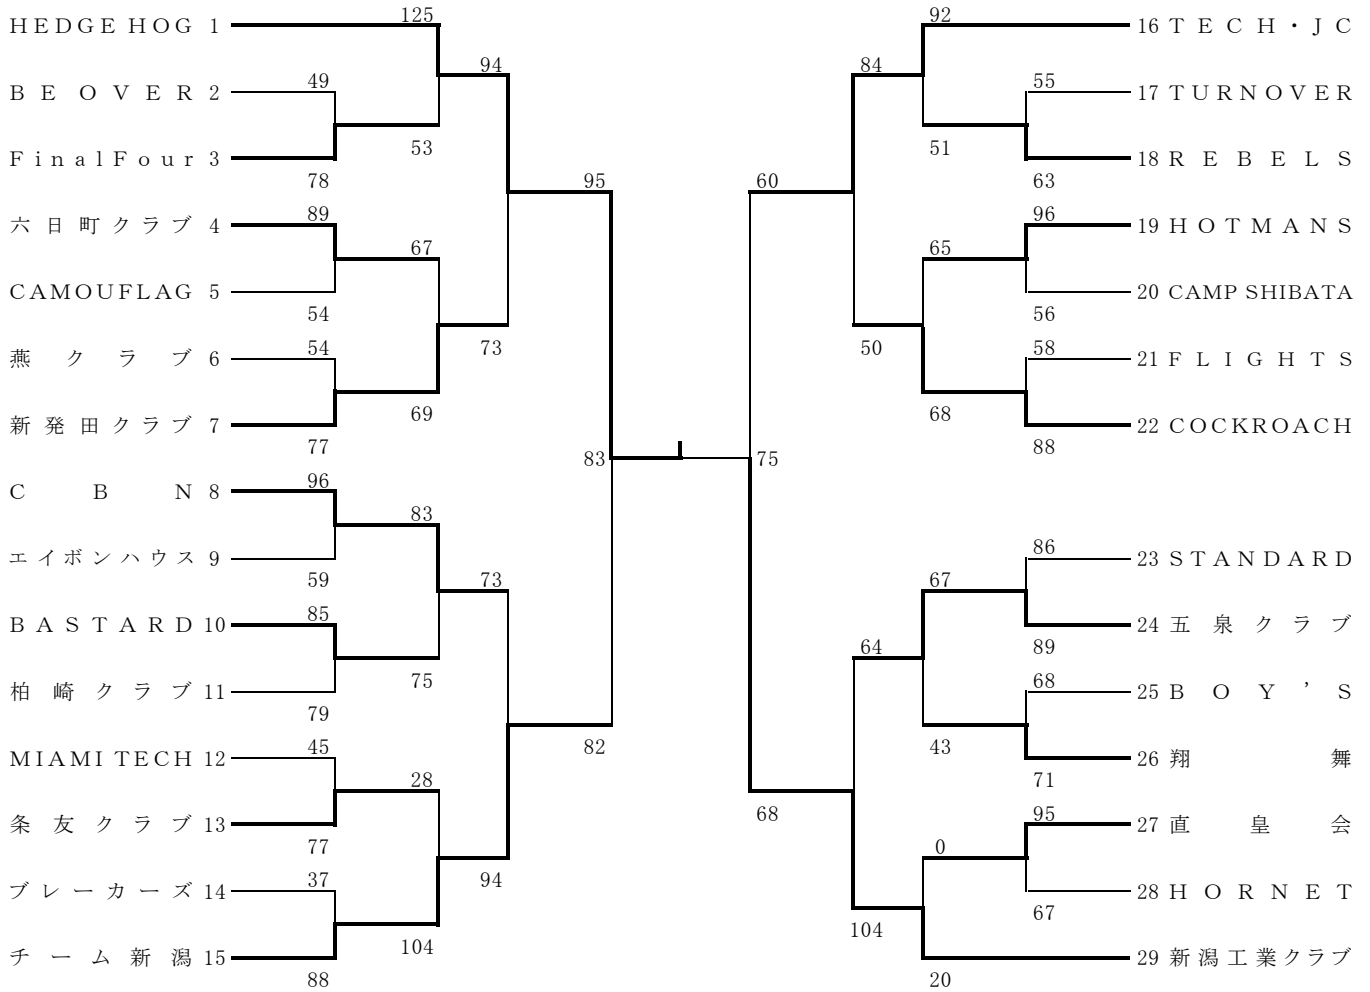 125
92
HEDGE HOG 1
16 TECH・JC
94
84
49
55
BE OVER 2
17 TURNOVER
53
51
FinalFour 3
18 REBELS
78
95
60
63
89
96
六日町クラブ 4
19 HOTMANS
67
65
CAMOUFLAG 5
20 CAMP SHIBATA
54
56
54
73
50
58
燕クラブ 6
21 FLIGHTS
69
68
新発田クラブ 7
22 COCKROACH
77
83
75
88
96
CBN 8
83
86
エイボンハウス 9
23 STANDARD
59
73
67
85
BASTARD 10
24 五泉クラブ
64
89
75
68
柏崎クラブ 11
25 BOY'S
79
45
82
43
MIAMI TECH 12
26 翔舞
28
71
68
95
条友クラブ 13
27 直皇会
77
0
37
94
ブレーカーズ 14
28 HORNET
67
104
104
チーム新潟 15
29 新潟工業クラブ
88
20